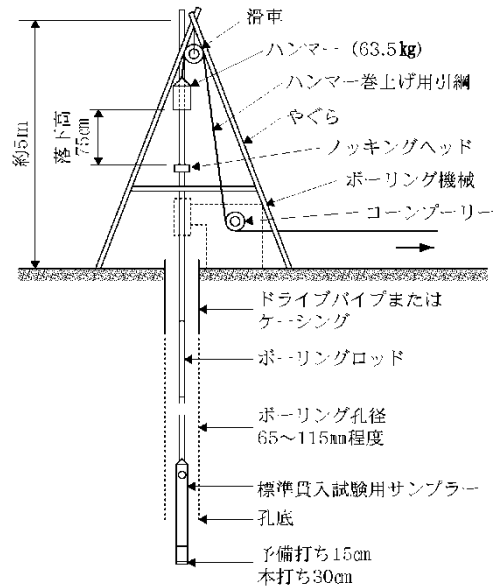 滑車
ハンマー (63.5kg)
ハンマー巻上げ用引綱
やぐら
ノッキングヘッド
ボーリング機械
コーンプーリー
約5m
落下高
75cm
ドライブパイプまたは
ケーシング
ボーリングロッド
ボーリング孔径
65～115mm程度
標準貫入試験用サンプラー
孔底
予備打ち15cm
本打ち30cm